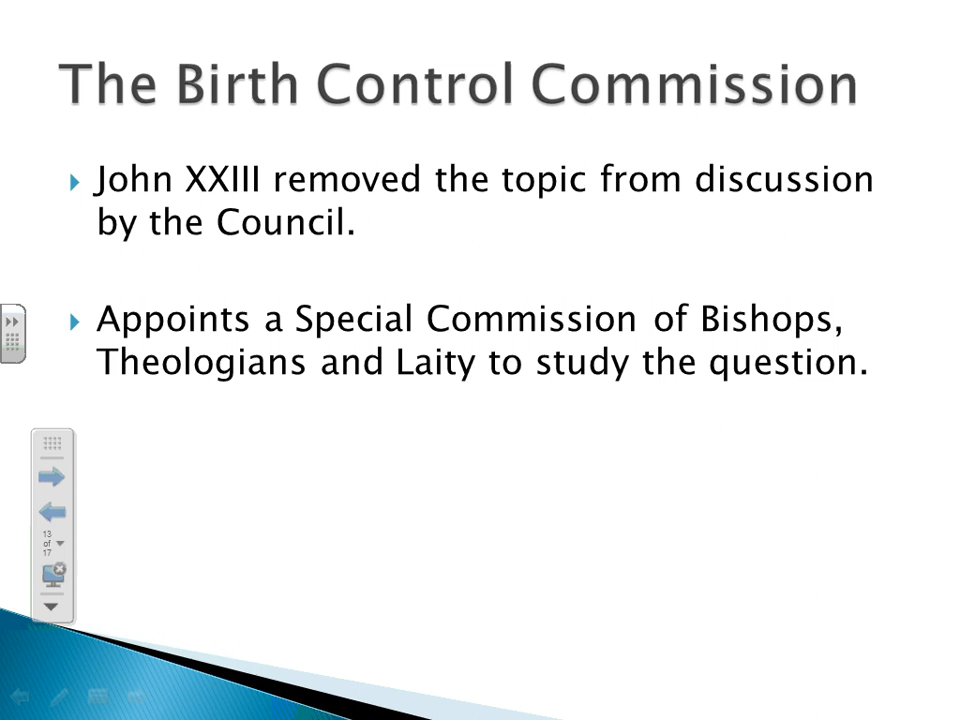 The Birth Control Commission
John XXIII removed the topic from discussion
by the Council.
Appoints a Special Commission of Bishops,
Theologians and Laity to study the question.
13
of
17